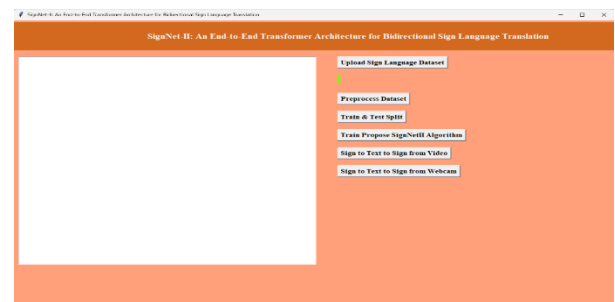 SignNet-II: An End-to-End Transformer Architecture for Bidirectional Sign Language Translation
SignNet-II: An End-to-End Transformer Architecture for Bidirectional Sign Language Translation
Upload Sign Language Dataset
Preprocess Dataset
Train & Test Split
Train Propose SignNetII Algorithm
Sign to Text to Sign from Video
Sign to Text to Sign from Webcam